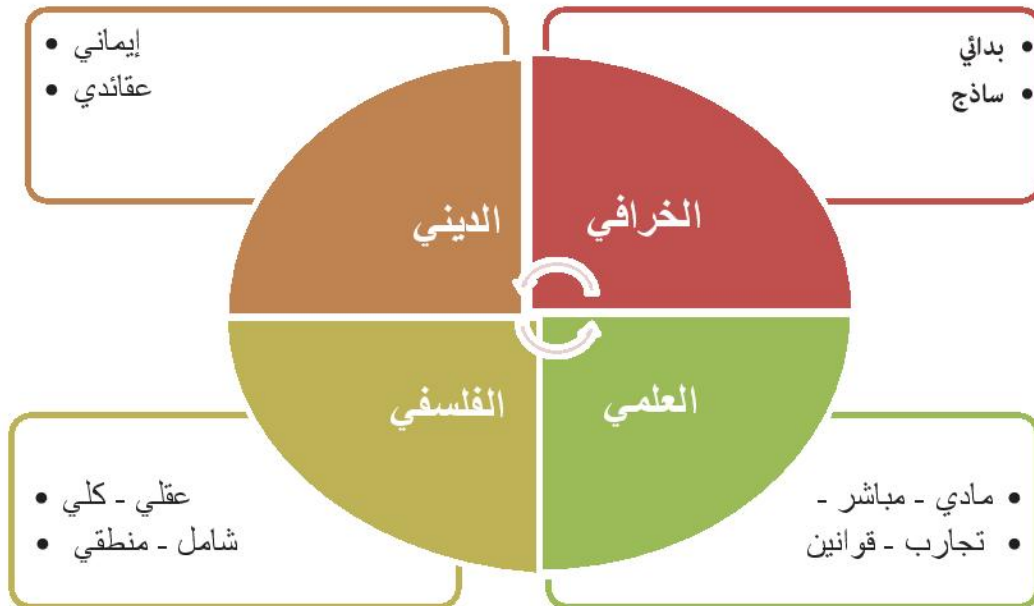 بدائي
ساذج
الخرافي
إيماني
عقائدي
الديني
الفلسفي
عقلي - كلي
شامل - منطقي
العلمي
مادي - مباشر -
تجارب - قوانين